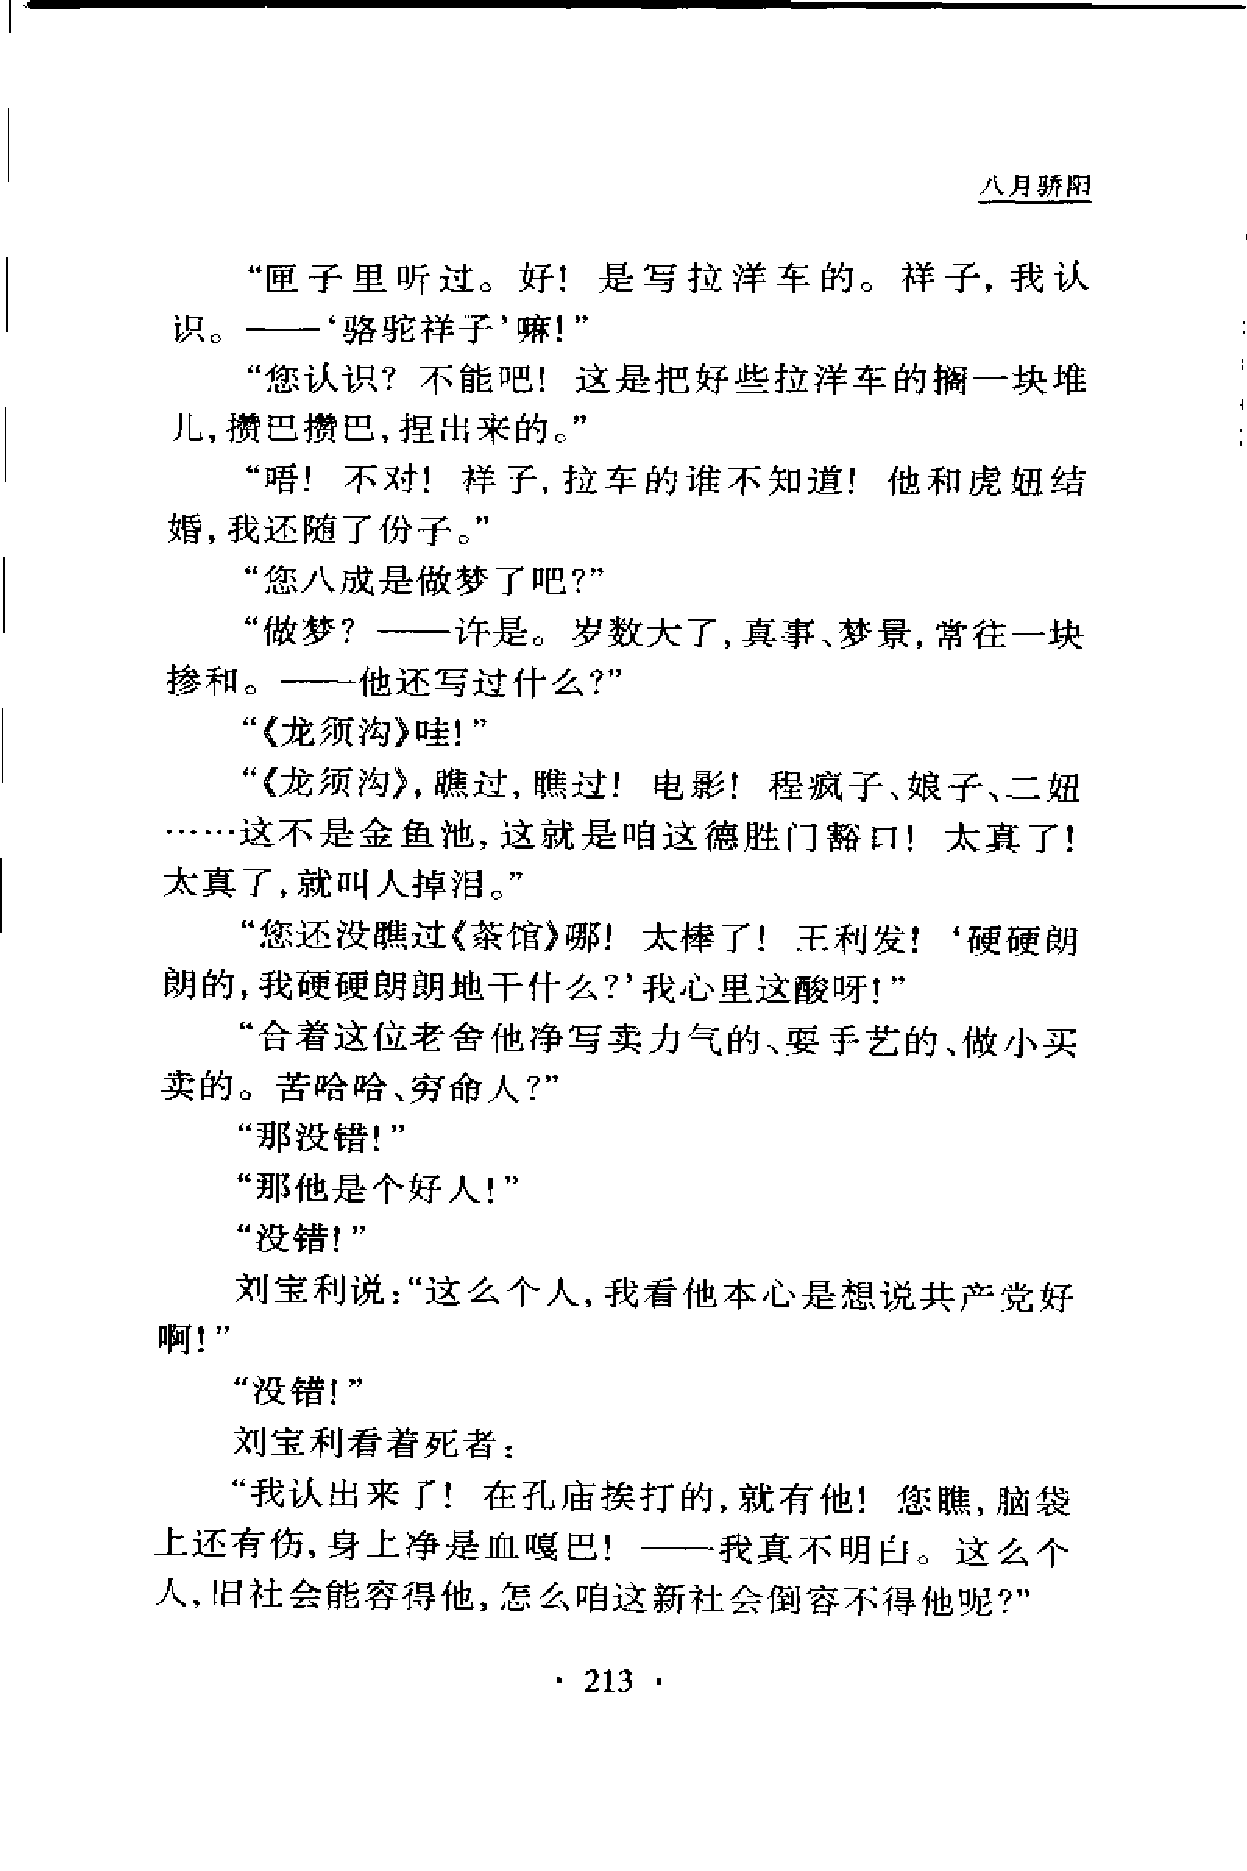 八月骄阳
“匣子里听过。好！是写拉洋车的。祥子，我认
识。——‘骆驼祥子’嘛！”
“您认识？不能吧！这是把好些拉洋车的搁一块堆
儿，攒巴攒巴，捏出来的。”
“唔！不对！祥子，拉车的谁不知道！他和虎妞结
婚，我还随了份子。”
“您八成是做梦了吧？”
“做梦？——许是。岁数大了，真事、梦景，常往一块
掺和。——他还写过什么？”
“《龙须沟》哇！”
“《龙须沟》，瞧过，瞧过！电影！程疯子、娘子、二妞
……这不是金鱼池，这就是咱这德胜门豁口！太真了！
太真了，就叫人掉泪。”
“您还没瞧过《茶馆》哪！太棒了！王利发！‘硬硬朗
朗的，我硬硬朗朗地干什么？’我心里这酸呀！”
“合着这位老舍他净写卖力气的、耍手艺的、做小买
卖的。苦哈哈、穷命人？”
“那没错！”
“那他是个好人！”
“没错！”
刘宝利说：“这么个人，我看他本心是想说共产党好
啊！”
“没错！”
刘宝利看着死者：
“我认出来了！在孔庙挨打的，就有他！您瞧，脑袋
上还有伤，身上净是血嘎巴！——我真不明白。这么个
人，旧社会能容得他，怎么咱这新社会倒容不得他呢？”
· 213 ·